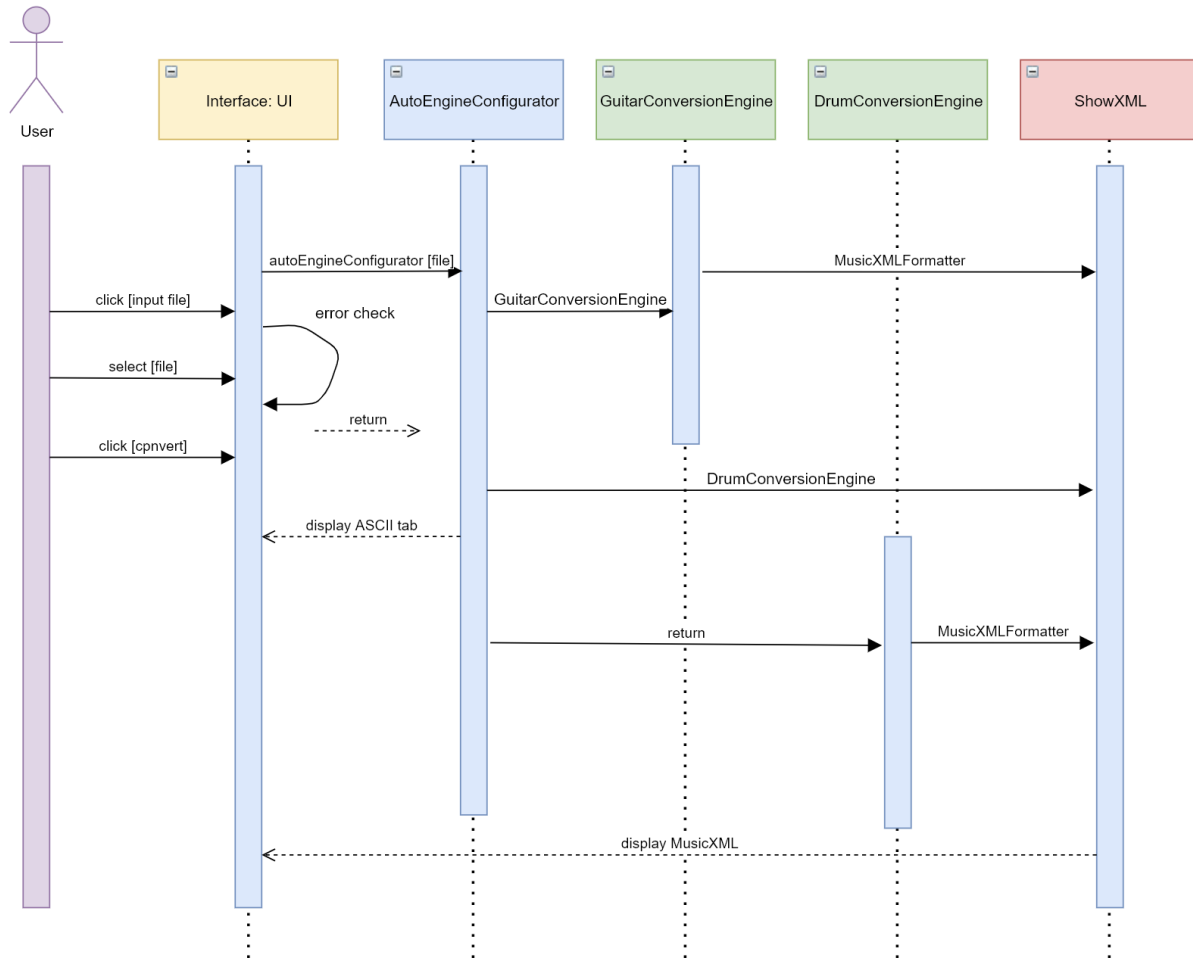 User
Interface: UI
AutoEngineConfigurator
GuitarConversionEngine
DrumConversionEngine
ShowXML
autoEngineConfigurator [file]
MusicXMLFormatter
click [input file]
error check
GuitarConversionEngine
select [file]
return
click [cpnvert]
DrumConversionEngine
display ASCII tab
return
MusicXMLFormatter
display MusicXML